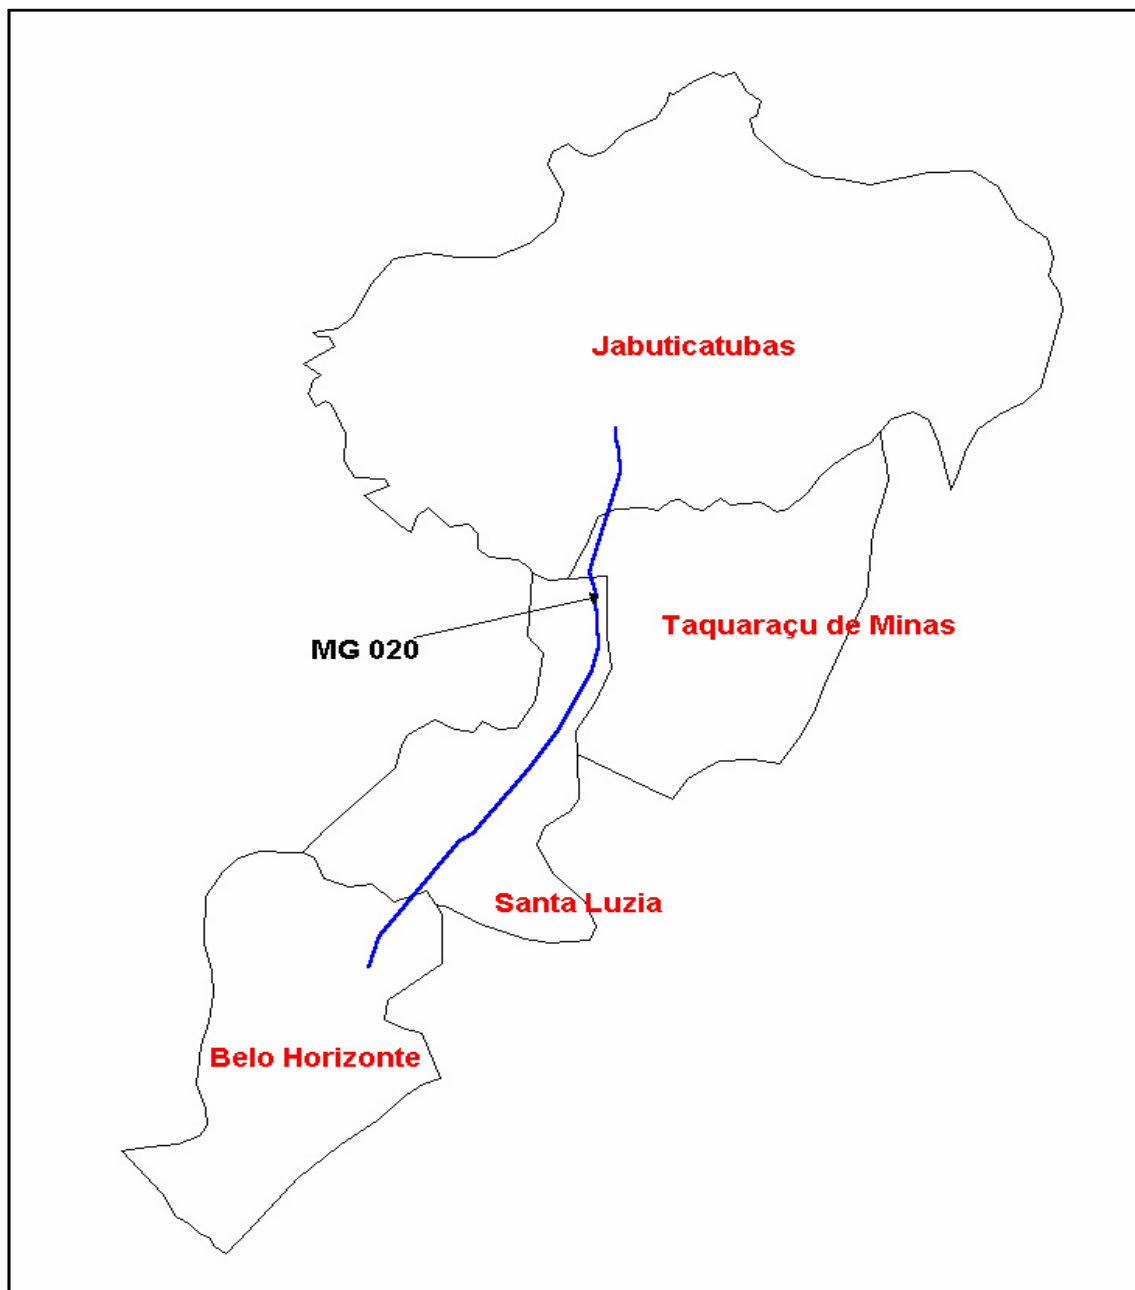 Jabuticatubas
Taquaraçu de Minas
MG 020
Santa Luzia
Belo Horizonte